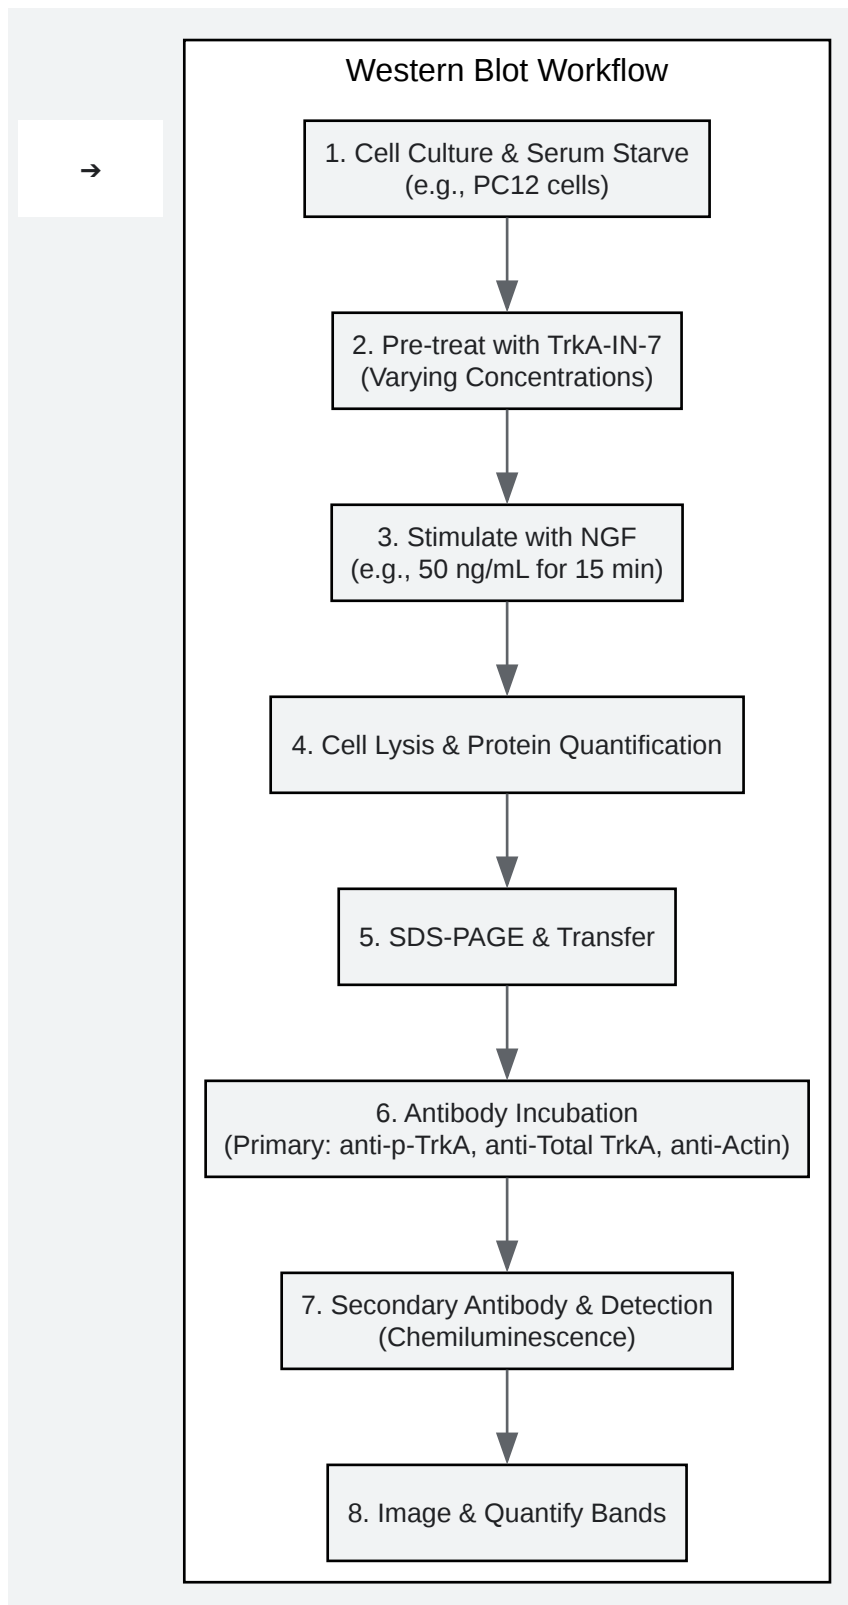 Western Blot Workflow
➔
1. Cell Culture & Serum Starve
(e.g., PC12 cells)
2. Pre-treat with TrkA-IN-7
(Varying Concentrations)
3. Stimulate with NGF
(e.g., 50 ng/mL for 15 min)
4. Cell Lysis & Protein Quantification
5. SDS-PAGE & Transfer
6. Antibody Incubation
(Primary: anti-p-TrkA, anti-Total TrkA, anti-Actin)
7. Secondary Antibody & Detection
(Chemiluminescence)
8. Image & Quantify Bands